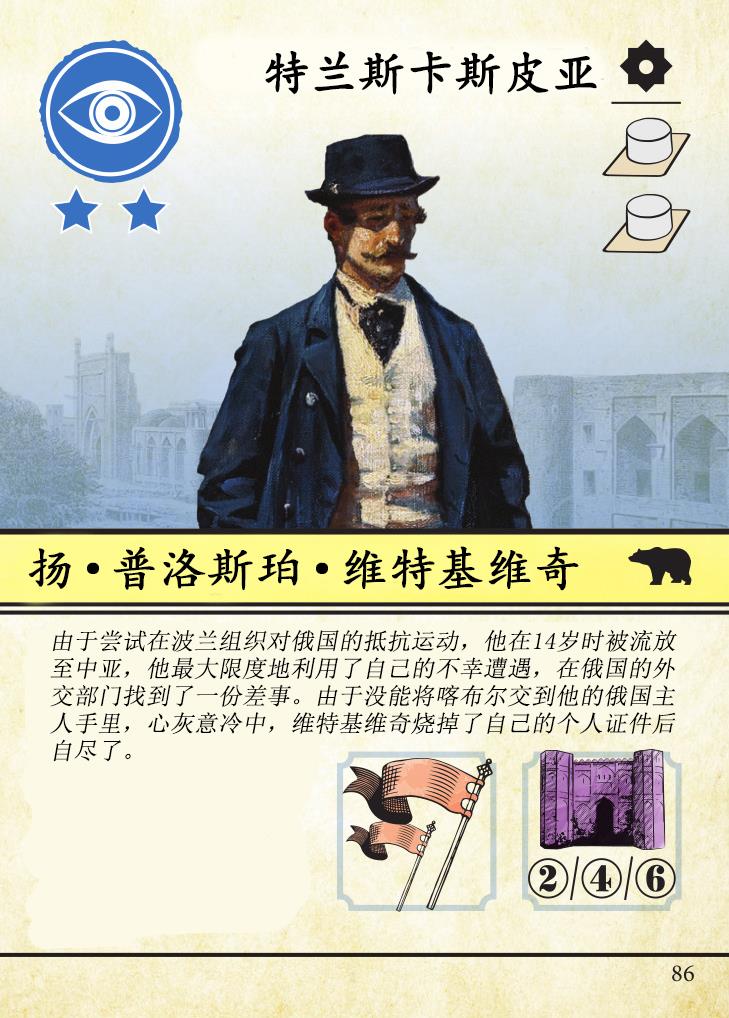 特兰斯卡斯皮亚
扬·普洛斯珀·维特基维奇
由于尝试在波兰组织对俄国的抵抗运动，他在14岁时被流放
至中亚，他最大限度地利用了自己的不幸遭遇，在俄国的外
交部门找到了一份差事。由于没能将喀布尔交到他的俄国主
人手里，心灰意冷中，维特基维奇烧掉了自己的个人证件后
自尽了。
②/④/⑥
86